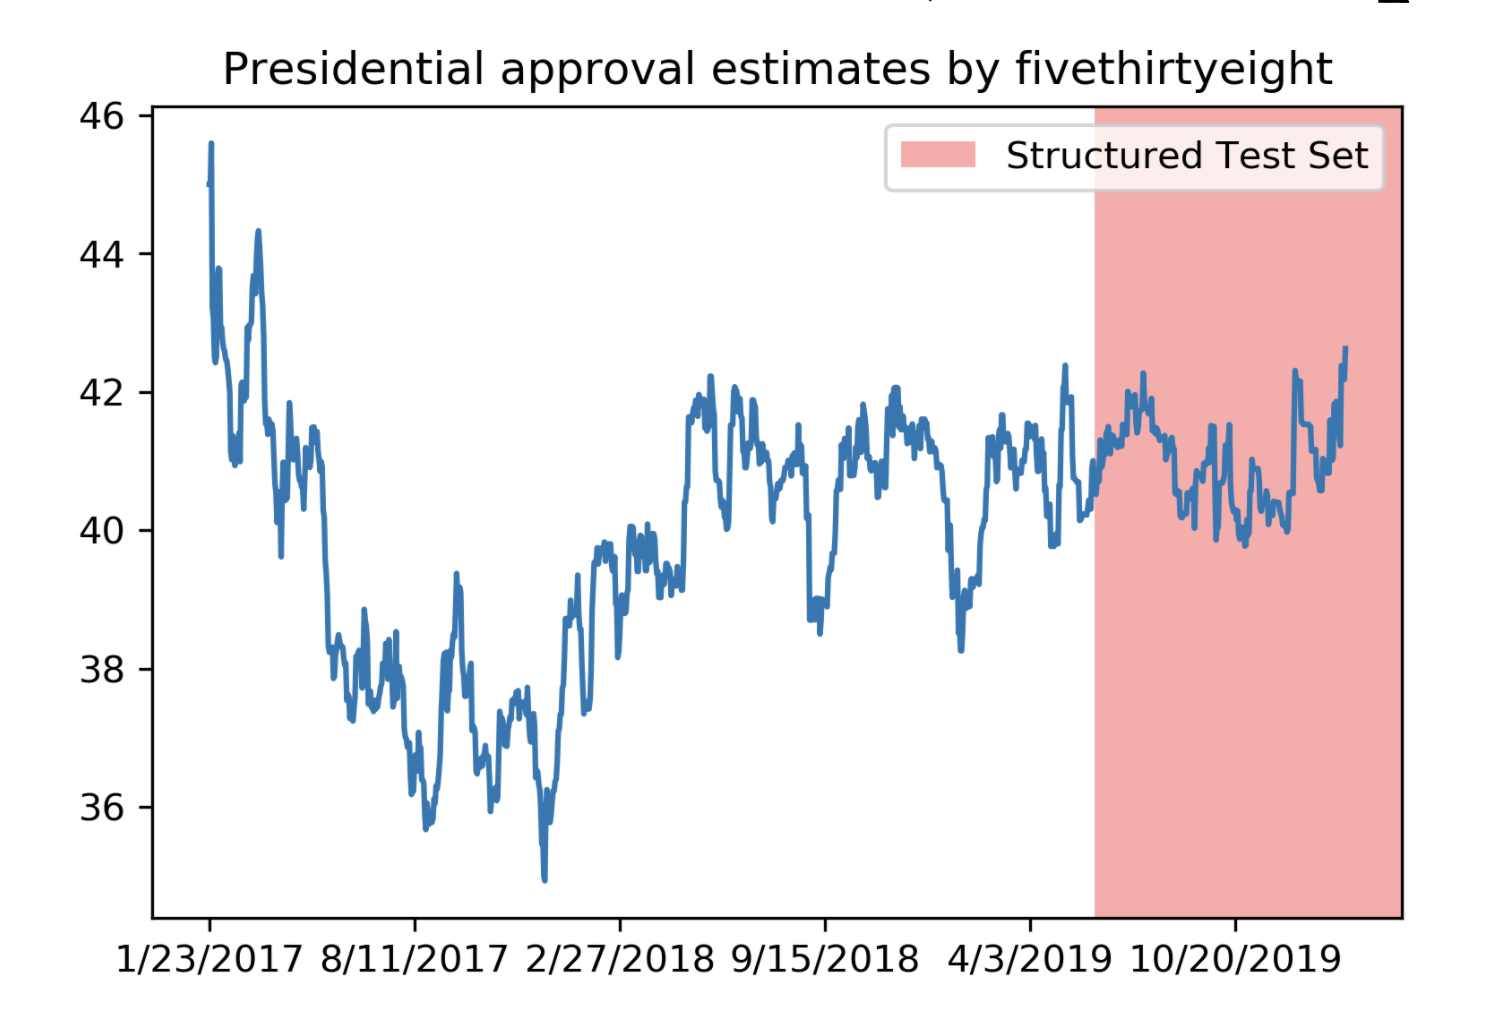 Presidential approval estimates by fivethirtyeight
Structured Test Set
46
44
42
40
38
36
1/23/2017 8/11/2017 2/27/2018 9/15/2018 4/3/2019 10/20/2019